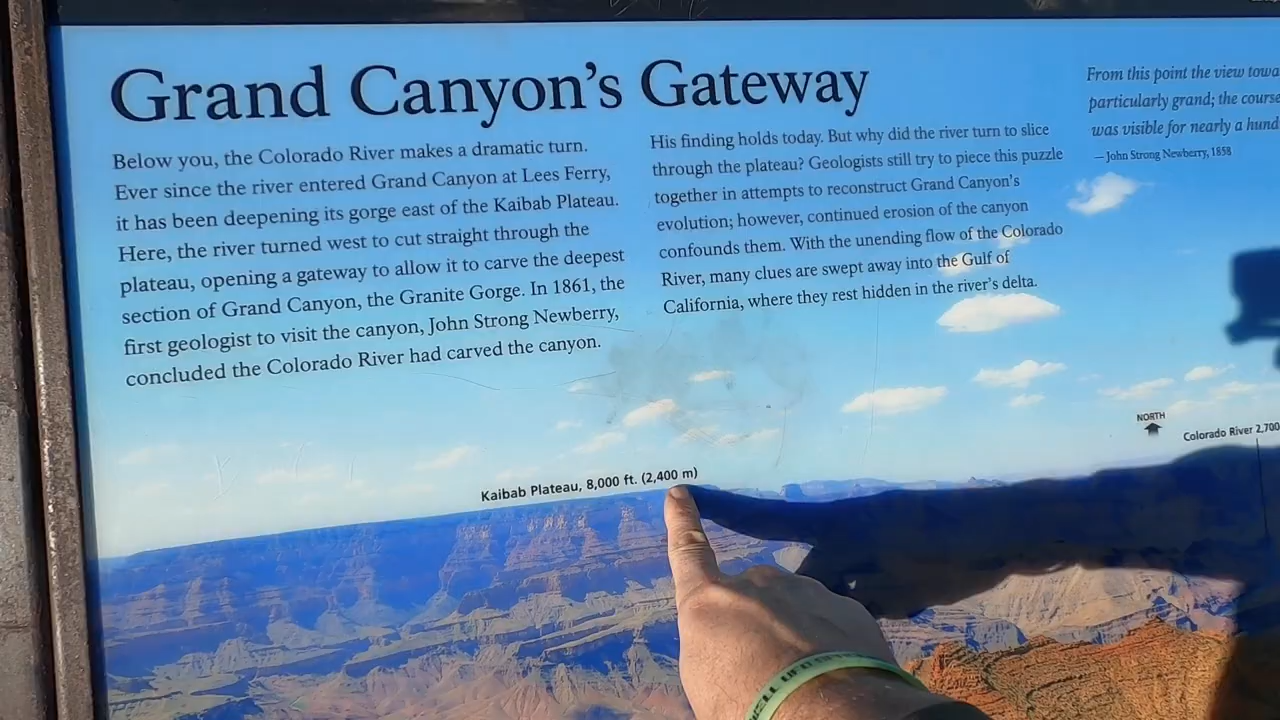 Grand Canyon's Gateway
Below you, the Colorado River makes a dramatic turn.
Ever since the river entered Grand Canyon at Lees Ferry,
it has been deepening its gorge east of the Kaibab Plateau.
Here, the river turned west to cut straight through the
plateau, opening a gateway to allow it to carve the deepest
section of Grand Canyon, the Granite Gorge. In 1861, the
first geologist to visit the canyon, John Strong Newberry,
concluded the Colorado River had carved the canyon.
His finding holds today. But why did the river turn to slice
through the plateau? Geologists still try to piece this puzzle
together in attempts to reconstruct Grand Canyon's
evolution; however, continued erosion of the canyon
confounds them. With the unending flow of the Colorado
River, many clues are swept away into the Gulf of
California, where they rest hidden in the river's delta.
From this point the view towa
particularly grand; the course
was visible for nearly a hund
— John Strong Newberry, 1858
NORTH
Colorado River 2,700
Kaibab Plateau, 8,000 ft. (2,400 m)